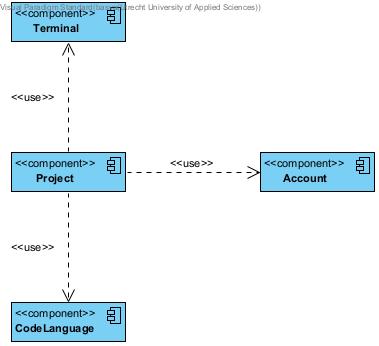 Visual Paradigm Standard(bas Utrecht University of Applied Sciences))
<<component>>
Terminal
<<use>>
<<component>>
Project
<<use>>
<<component>>
Account
<<use>>
<<component>>
CodeLanguage